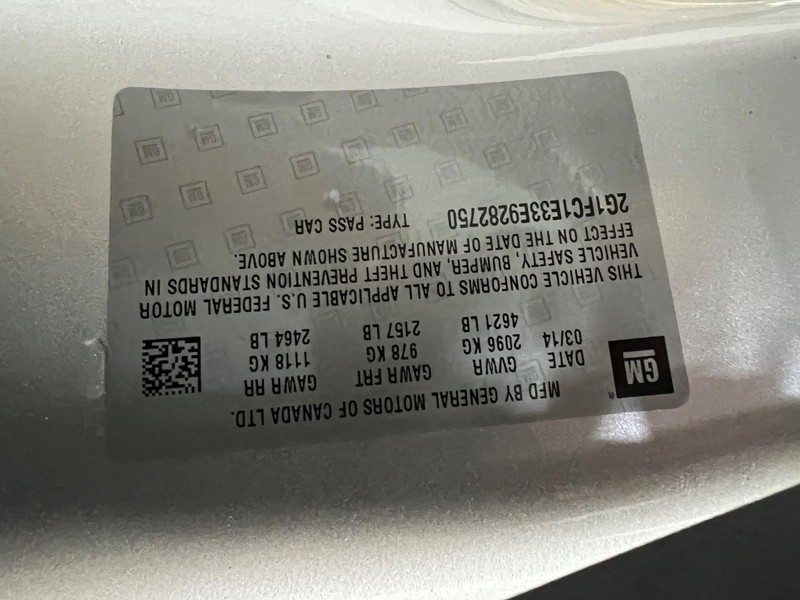 GM
MFD BY GENERAL MOTORS OF CANADA LTD.
DATE GVWR GAWR FRT GAWR RR
03/14 2096 KG 978 KG 1118 KG
4621 LB 2157 LB 2464 LB
THIS VEHICLE CONFORMS TO ALL APPLICABLE U.S. FEDERAL MOTOR
VEHICLE SAFETY, BUMPER, AND THEFT PREVENTION STANDARDS IN
EFFECT ON THE DATE OF MANUFACTURE SHOWN ABOVE.
2G1FC1E33E9282750 TYPE: PASS CAR